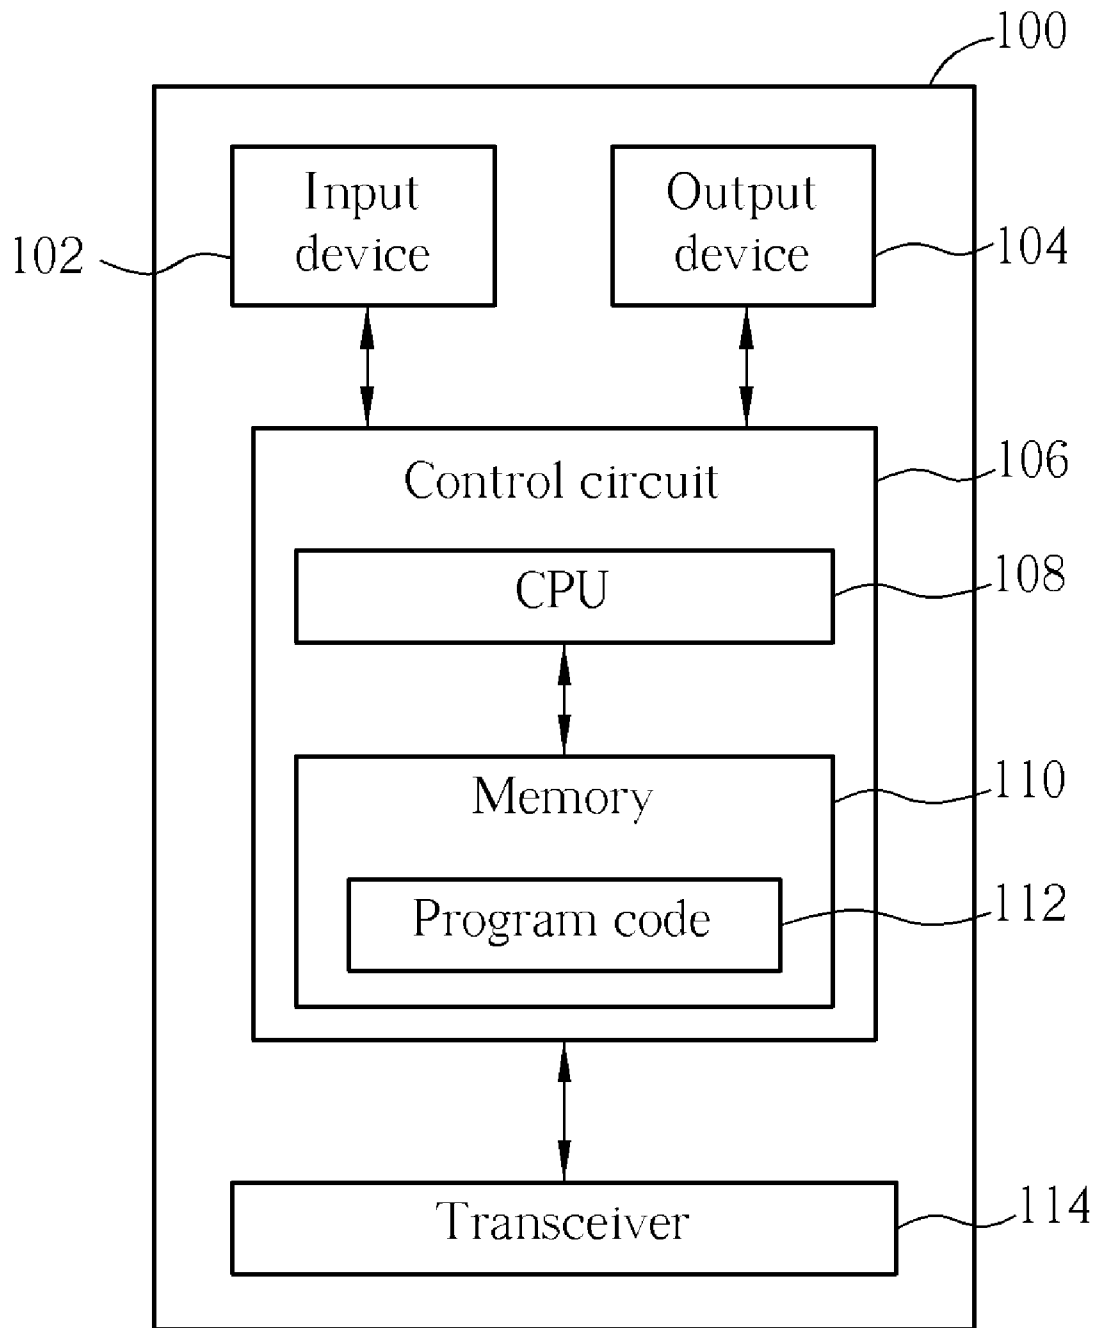 100
Input
device
102
Output
device
104
Control circuit
106
CPU
108
Memory
110
Program code
112
Transceiver
114